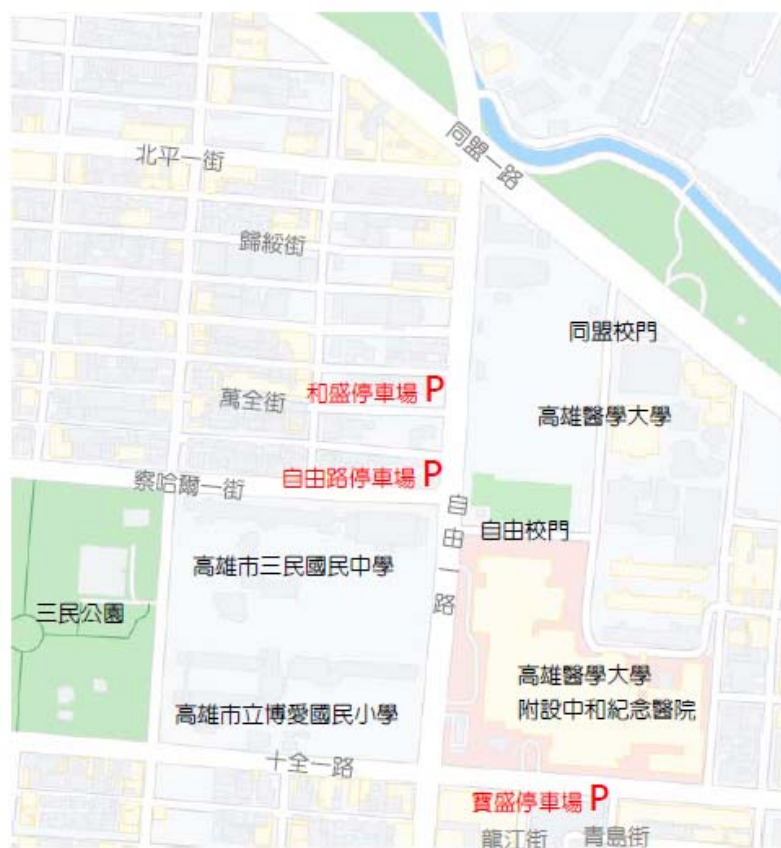 同盟一路
北平一街
歸綏街
同盟校門
和盛停車場 P
萬全街
高雄醫學大學
自由路停車場 P
察哈爾一街
自由一路
自由校門
高雄市三民國民中學
三民公園
高雄醫學大學
附設中和紀念醫院
高雄市立博愛國民小學
十全一路
寶盛停車場 P
龍江街
青島街